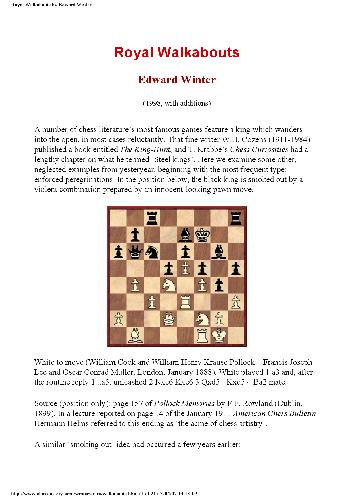 Royal Walkabouts by Edward Winter
Royal Walkabouts
Edward Winter
(1998, with additions)
A number of chess literature's most famous games feature a king which wanders
into the open, in most cases reluctantly. That fine writer W.H. Cozens (1911-1984)
published a book entitled The King-Hunt, and T. Krabbé's Chess Curiosities had a
lengthy chapter on what he termed 'Steel kings'. Here we examine some other,
neglected examples from yesteryear, beginning with the most frequent type:
enforced peregrinations. In the position below, the black king is smoked out by a
violent combination prepared by an innocent-looking pawn move.
White to move (William Cook and William Henry Krause Pollock – Francis Joseph
Lee and Oscar Conrad Müller, London, January 1888). White played 1 a3 and, after
the routine reply 1...a5, unleashed 2 Nxe6 Kxe6 3 Qxd5+ Kxd5 4 Ba2 mate.
Source (position only): page 157 of Pollock Memories by F.F. Rowland (Dublin,
1899). In a lecture reported on page 14 of the January American Chess Bulletin
Hermann Helms referred to this ending as 'the acme of chess artistry'.
A similar 'smoking out' idea had occurred a few years earlier: